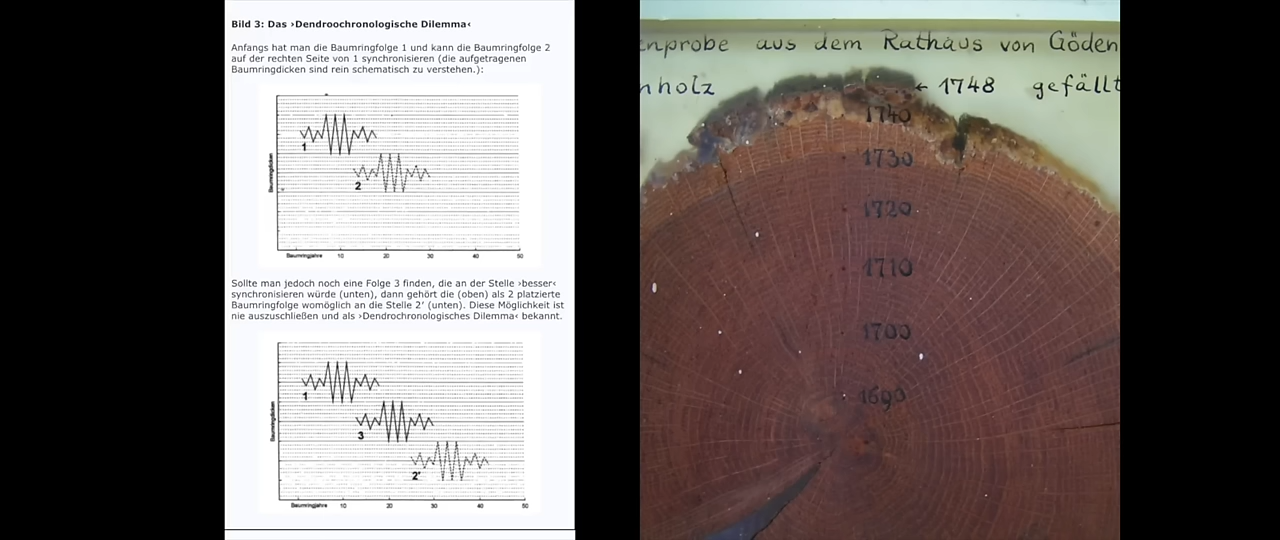 Bild 3: Das ›Dendroochronologische Dilemma‹
Anfangs hat man die Baumringfolge 1 und kann die Baumringfolge 2
auf der rechten Seite von 1 synchronisieren (die aufgetragenen
Baumringdicken sind rein schematisch zu verstehen.):
Baumringdicken
1
2
Baumringjahre 10 20 30 40 50
Sollte man jedoch noch eine Folge 3 finden, die an der Stelle ›besser‹
synchronisieren würde (unten), dann gehört die (oben) als 2 platzierte
Baumringfolge womöglich an die Stelle 2’ (unten). Diese Möglichkeit ist
nie auszuschließen und als ›Dendrochronologisches Dilemma‹ bekannt.
Baumringdicken
1
3
2'
Baumringjahre 10 20 30 40 50
enprobe aus dem Rathaus von Göden
nholz ← 1748 gefällt
1740
1730
1720
1710
1700
169